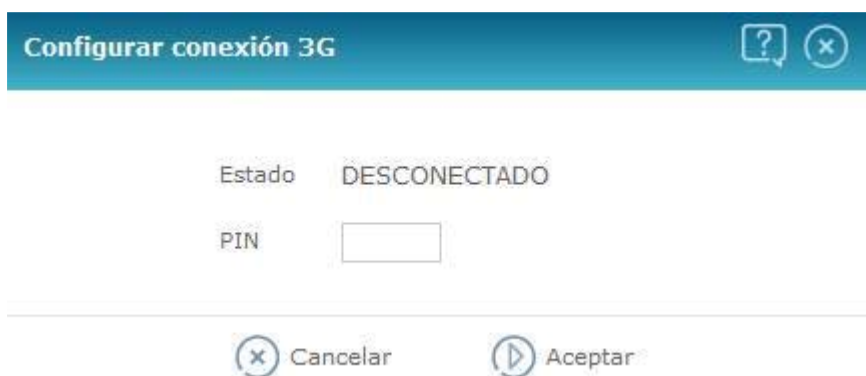 Configurar conexión 3G
Estado DESCONECTADO
PIN
Cancelar Aceptar